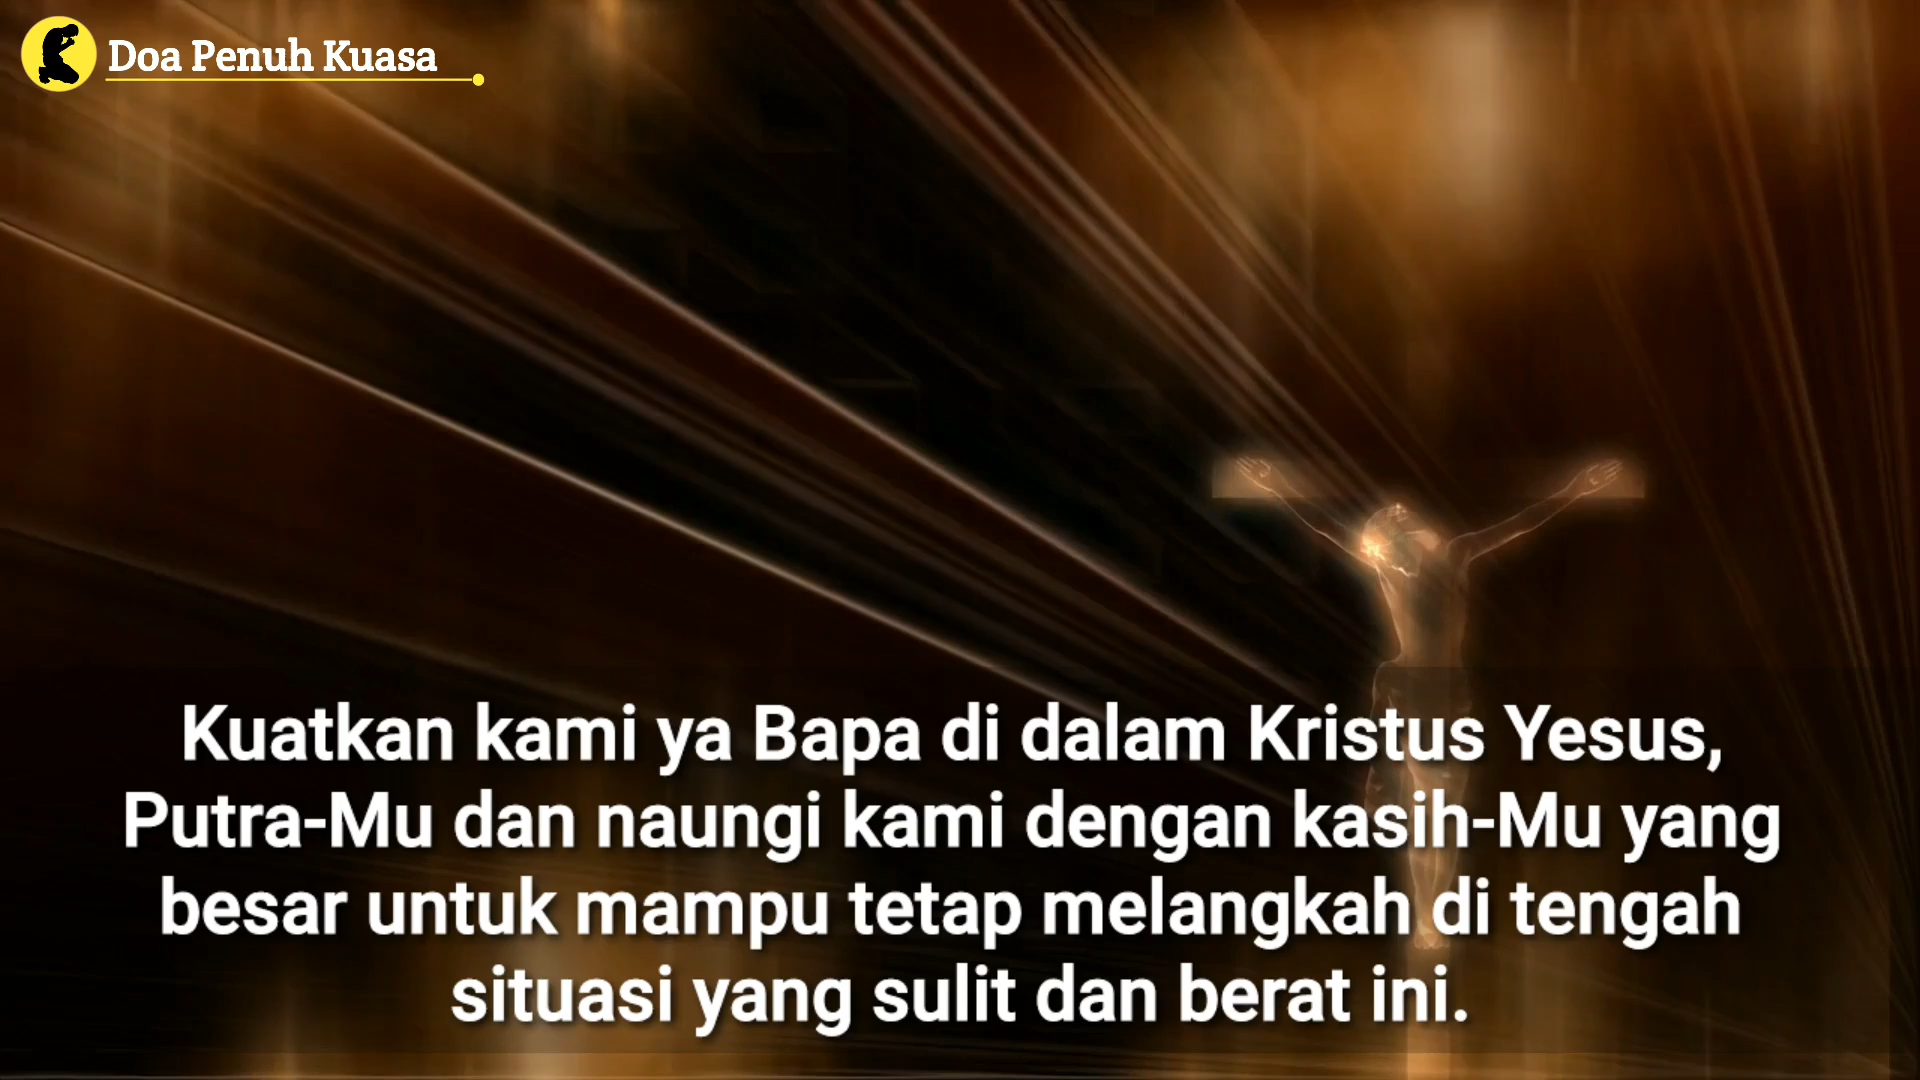 Doa Penuh Kuasa
Kuatkan kami ya Bapa di dalam Kristus Yesus,
Putra-Mu dan naungi kami dengan kasih-Mu yang
besar untuk mampu tetap melangkah di tengah
situasi yang sulit dan berat ini.